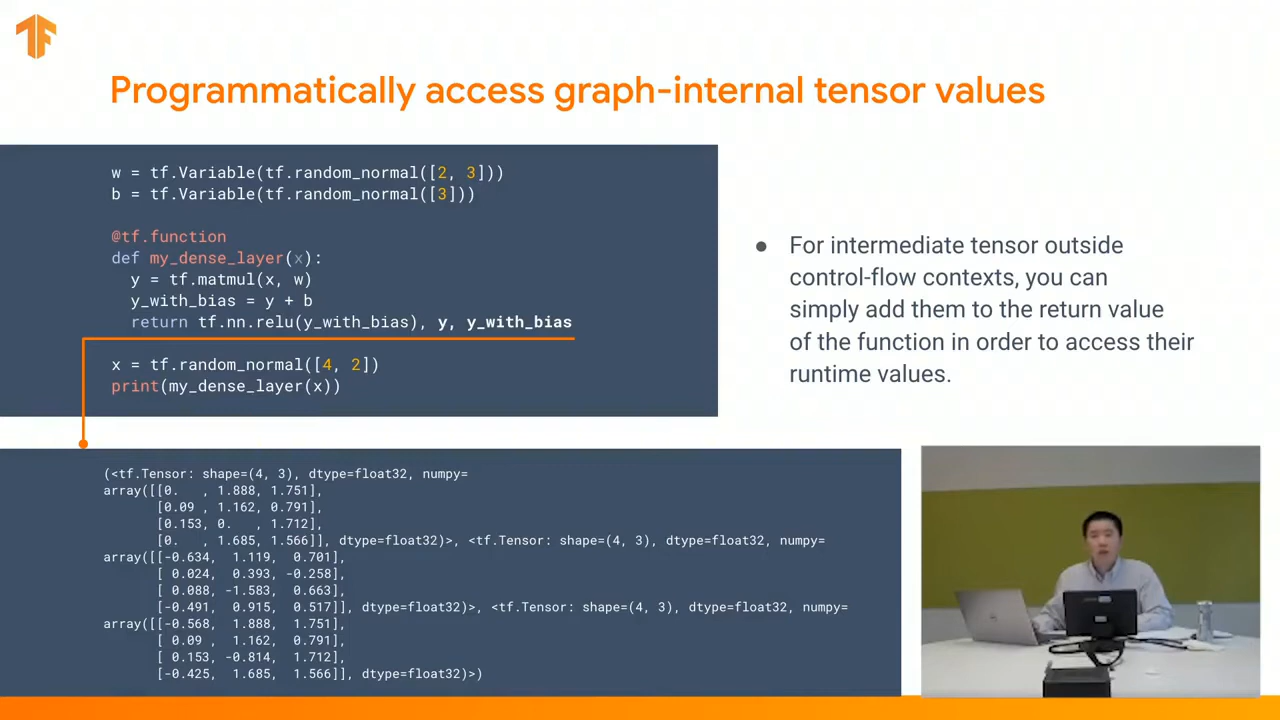 Programmatically access graph-internal tensor values
w = tf.Variable(tf.random_normal([2, 3]))
b = tf.Variable(tf.random_normal([3]))
@tf.function
def my_dense_layer(x):
  y = tf.matmul(x, w)
  y_with_bias = y + b
  return tf.nn.relu(y_with_bias), y, y_with_bias
x = tf.random_normal([4, 2])
print(my_dense_layer(x))
● For intermediate tensor outside
control-flow contexts, you can
simply add them to the return value
of the function in order to access their
runtime values.
(<tf.Tensor: shape=(4, 3), dtype=float32, numpy=
array([[0.   , 1.888, 1.751],
       [0.09 , 1.162, 0.791],
       [0.153, 0.   , 1.712],
       [0.   , 1.685, 1.566]], dtype=float32)>, <tf.Tensor: shape=(4, 3), dtype=float32, numpy=
array([[-0.634,  1.119,  0.701],
       [ 0.024,  0.393, -0.258],
       [ 0.088, -1.583,  0.663],
       [-0.491,  0.915,  0.517]], dtype=float32)>, <tf.Tensor: shape=(4, 3), dtype=float32, numpy=
array([[-0.568,  1.888,  1.751],
       [ 0.09 ,  1.162,  0.791],
       [ 0.153, -0.814,  1.712],
       [-0.425,  1.685,  1.566]], dtype=float32)>)